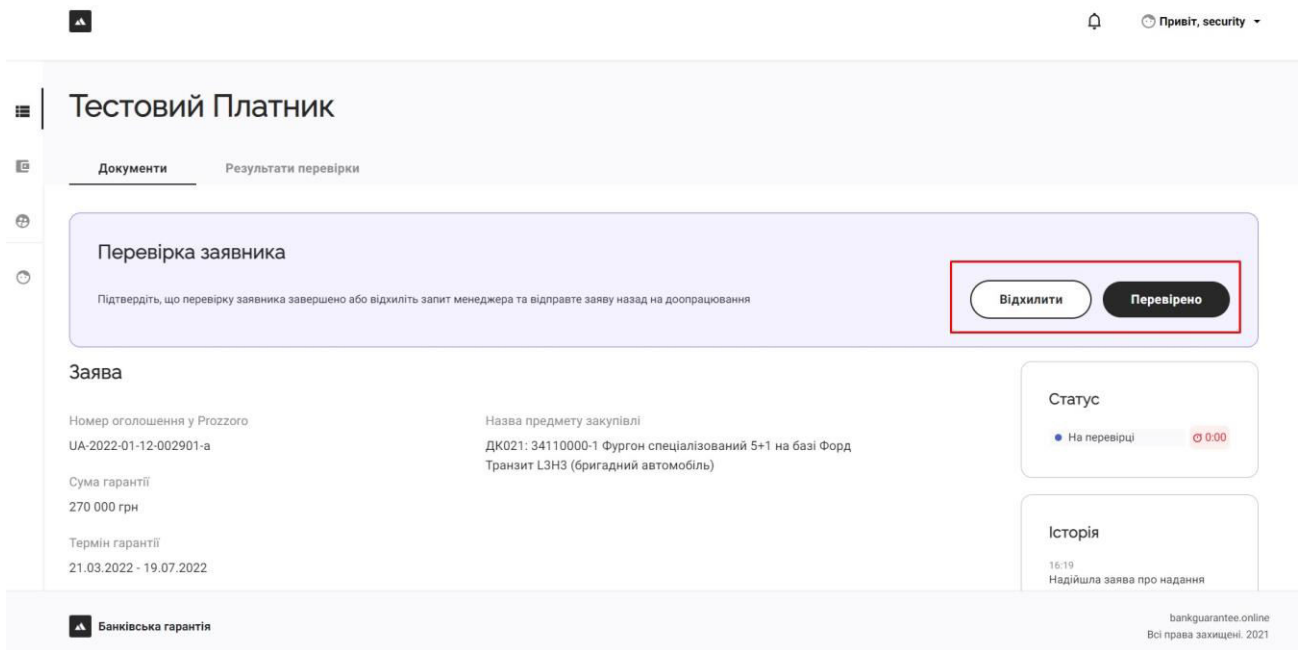 Привіт, security
Тестовий Платник
Документи
Результати перевірки
Перевірка заявника
Підтвердіть, що перевірку заявника завершено або відхиліть запит менеджера та відправте заяву назад на доопрацювання
Відхилити
Перевірено
Заява
Номер оголошення у Prozzoro
UA-2022-01-12-002901-a
Назва предмету закупівлі
ДК021: 34110000-1 Фургон спеціалізований 5+1 на базі Форд
Транзит L3H3 (бригадний автомобіль)
Сума гарантії
270 000 грн
Термін гарантії
21.03.2022 - 19.07.2022
Статус
На перевірці
0:00
Історія
16:19
Надійшла заява про надання
Банківська гарантія
bankguarantee.online
Всі права захищені. 2021